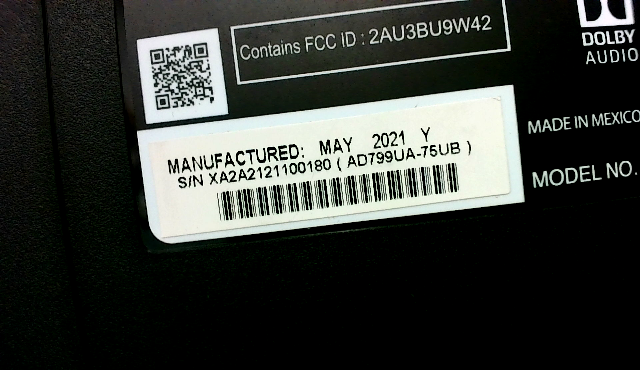 Contains FCC ID : 2AU3BU9W42
DOLBY
AUDIO
MADE IN MEXICO
MODEL NO.
MANUFACTURED: MAY 2021 Y
S/N XA2A2121100180 ( AD799UA-75UB )